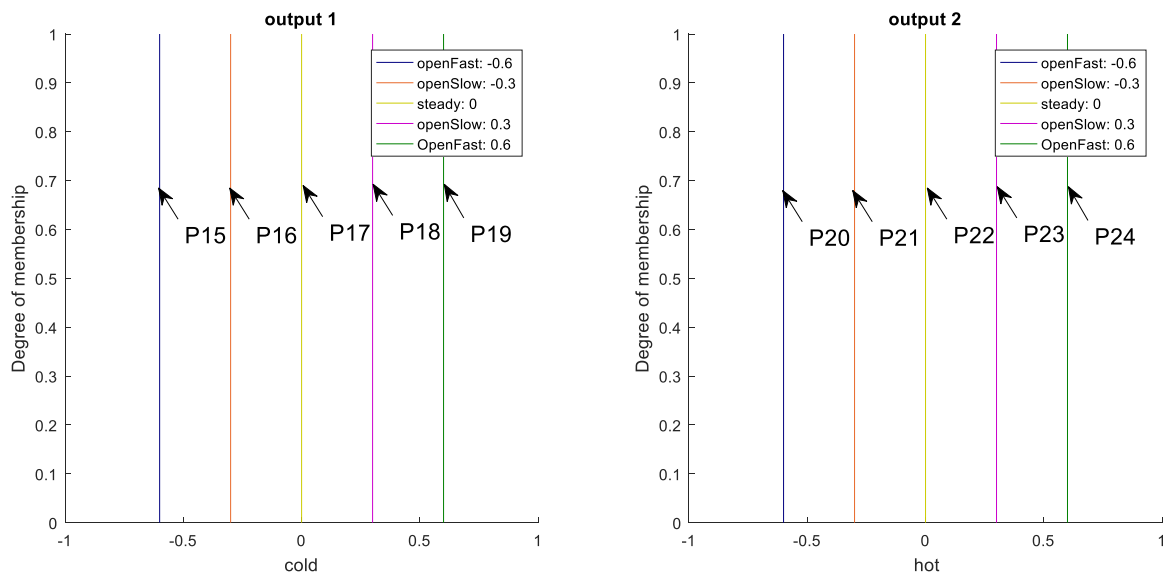 output 1
openFast: -0.6
openSlow: -0.3
steady: 0
openSlow: 0.3
OpenFast: 0.6
Degree of membership
1
0.9
0.8
0.7
0.6
0.5
0.4
0.3
0.2
0.1
0
P15
P16
P17
P18
P19
-1
-0.5
0
0.5
1
cold
output 2
openFast: -0.6
openSlow: -0.3
steady: 0
openSlow: 0.3
OpenFast: 0.6
Degree of membership
1
0.9
0.8
0.7
0.6
0.5
0.4
0.3
0.2
0.1
0
P20
P21
P22
P23
P24
-1
-0.5
0
0.5
1
hot